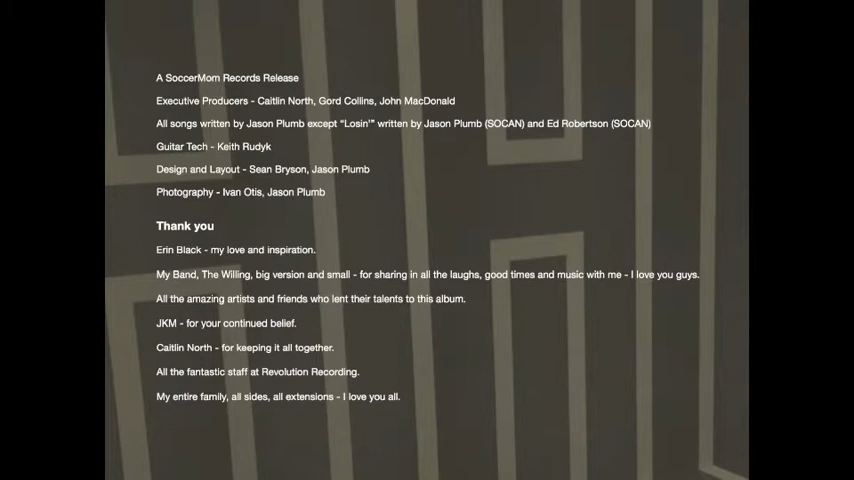 A SoccerMom Records Release
Executive Producers - Caitlin North, Gord Collins, John MacDonald
All songs written by Jason Plumb except “Losin’” written by Jason Plumb (SOCAN) and Ed Robertson (SOCAN)
Guitar Tech - Keith Rudyk
Design and Layout - Sean Bryson, Jason Plumb
Photography - Ivan Otis, Jason Plumb
Thank you
Erin Black - my love and inspiration.
My Band, The Willing, big version and small - for sharing in all the laughs, good times and music with me - I love you guys.
All the amazing artists and friends who lent their talents to this album.
JKM - for your continued belief.
Caitlin North - for keeping it all together.
All the fantastic staff at Revolution Recording.
My entire family, all sides, all extensions - I love you all.